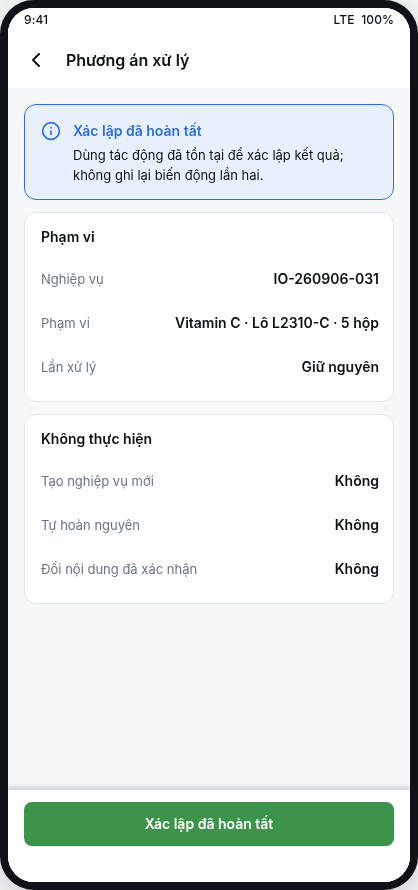 9:41 LTE 100%
Phương án xử lý
Xác lập đã hoàn tất
Dùng tác động đã tồn tại để xác lập kết quả;
không ghi lại biến động lần hai.
Phạm vi
Nghiệp vụ IO-260906-031
Phạm vi Vitamin C · Lô L2310-C · 5 hộp
Lần xử lý Giữ nguyên
Không thực hiện
Tạo nghiệp vụ mới Không
Tự hoàn nguyên Không
Đổi nội dung đã xác nhận Không
Xác lập đã hoàn tất